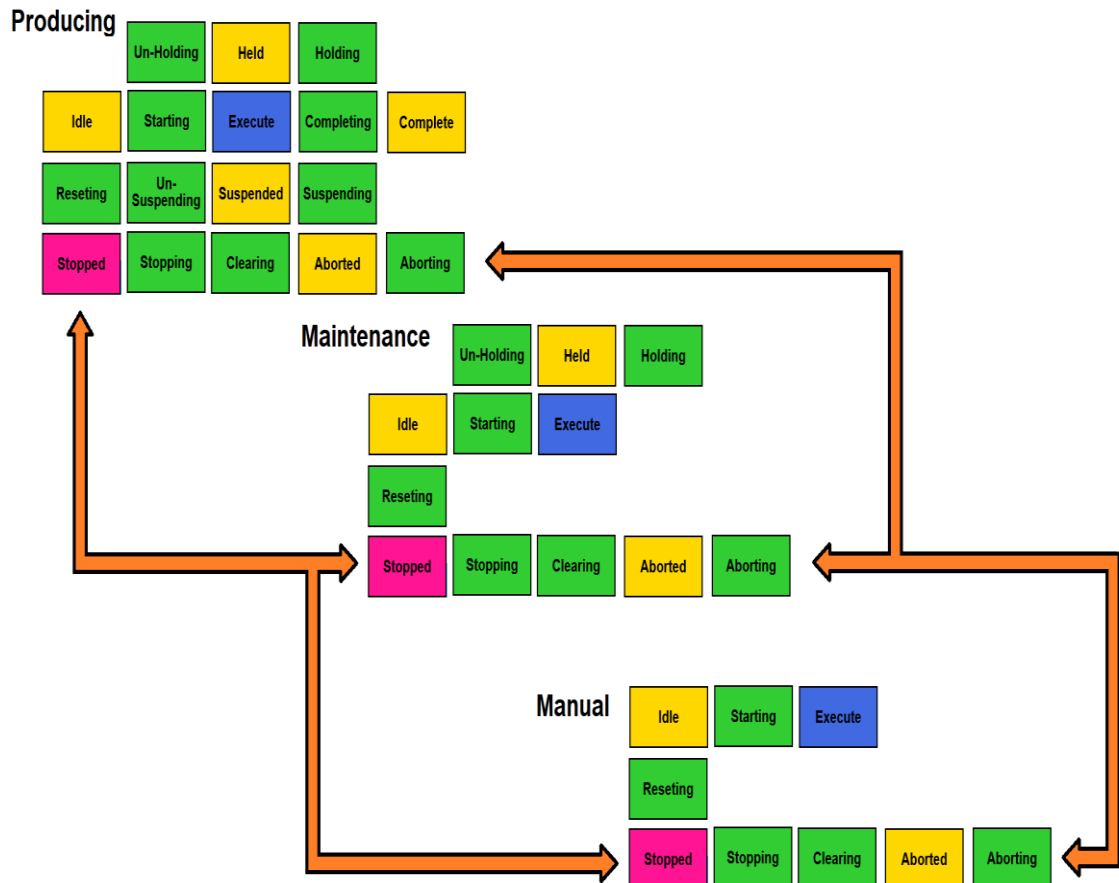 Producing
Un-Holding Held Holding
Idle Starting Execute Completing Complete
Reseting Un-
Suspending Suspended Suspending
Stopped Stopping Clearing Aborted Aborting
Maintenance
Un-Holding Held Holding
Idle Starting Execute
Reseting
Stopped Stopping Clearing Aborted Aborting
Manual
Idle Starting Execute
Reseting
Stopped Stopping Clearing Aborted Aborting